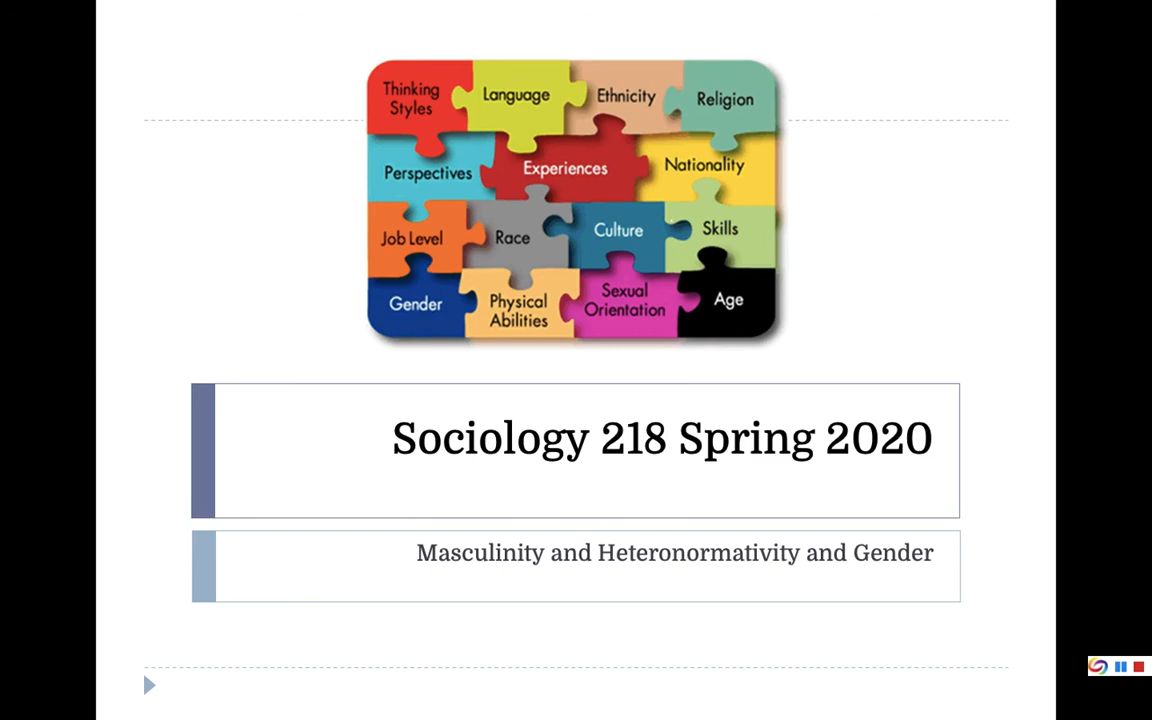 Thinking
Styles
Language
Ethnicity
Religion
Perspectives
Experiences
Nationality
Job Level
Race
Culture
Skills
Gender
Physical
Abilities
Sexual
Orientation
Age
Sociology 218 Spring 2020
Masculinity and Heteronormativity and Gender